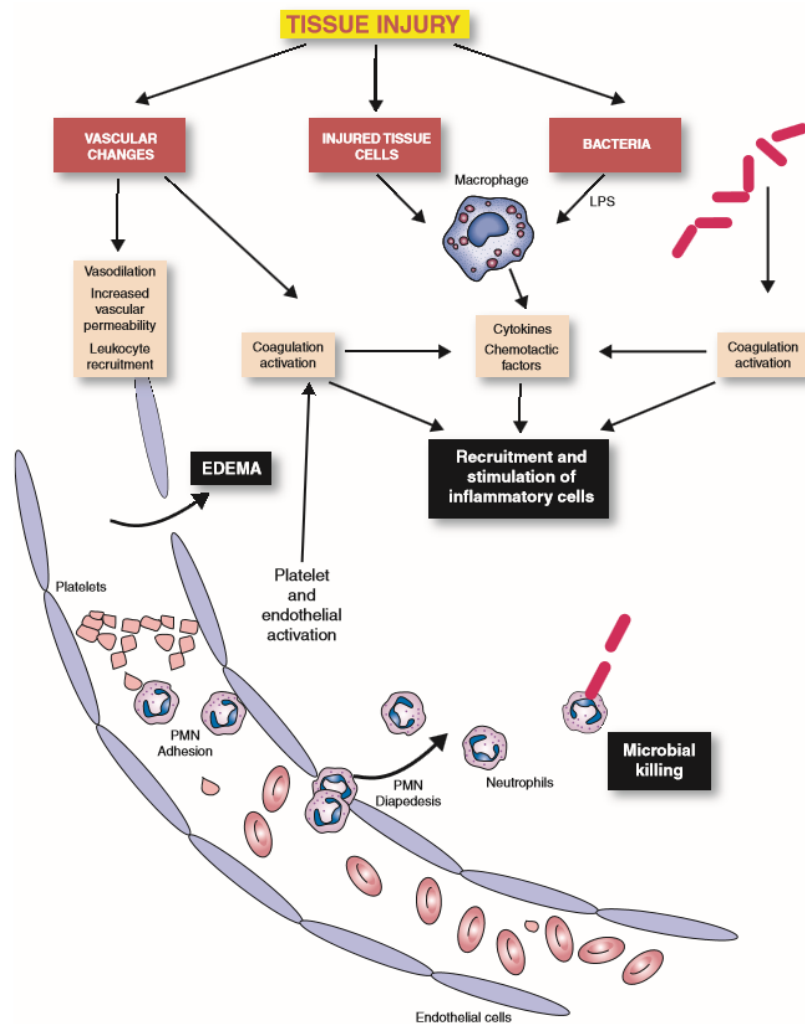 TISSUE INJURY
VASCULAR
CHANGES
INJURED TISSUE
CELLS
BACTERIA
Macrophage
LPS
Vasodilation
Increased
vascular
permeability
Leukocyte
recruitment
Coagulation
activation
Cytokines
Chemotactic
factors
Coagulation
activation
EDEMA
Recruitment and
stimulation of
inflammatory cells
Platelet
and
endothelial
activation
Platelets
PMN
Adhesion
PMN
Diapedesis
Neutrophils
Microbial
killing
Endothelial cells